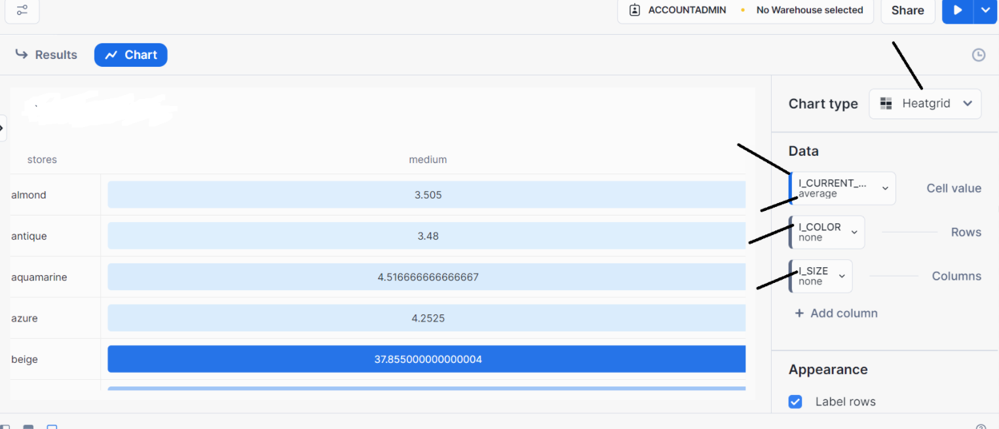 ACCOUNTADMIN • No Warehouse selected
Share
Results
Chart
Chart type
Heatgrid
Data
stores
medium
I_CURRENT_...
average
Cell value
almond
3.505
I_COLOR
none
Rows
antique
3.48
I_SIZE
none
Columns
aquamarine
4.516666666666667
+ Add column
azure
4.2525
beige
37.855000000000004
Appearance
Label rows